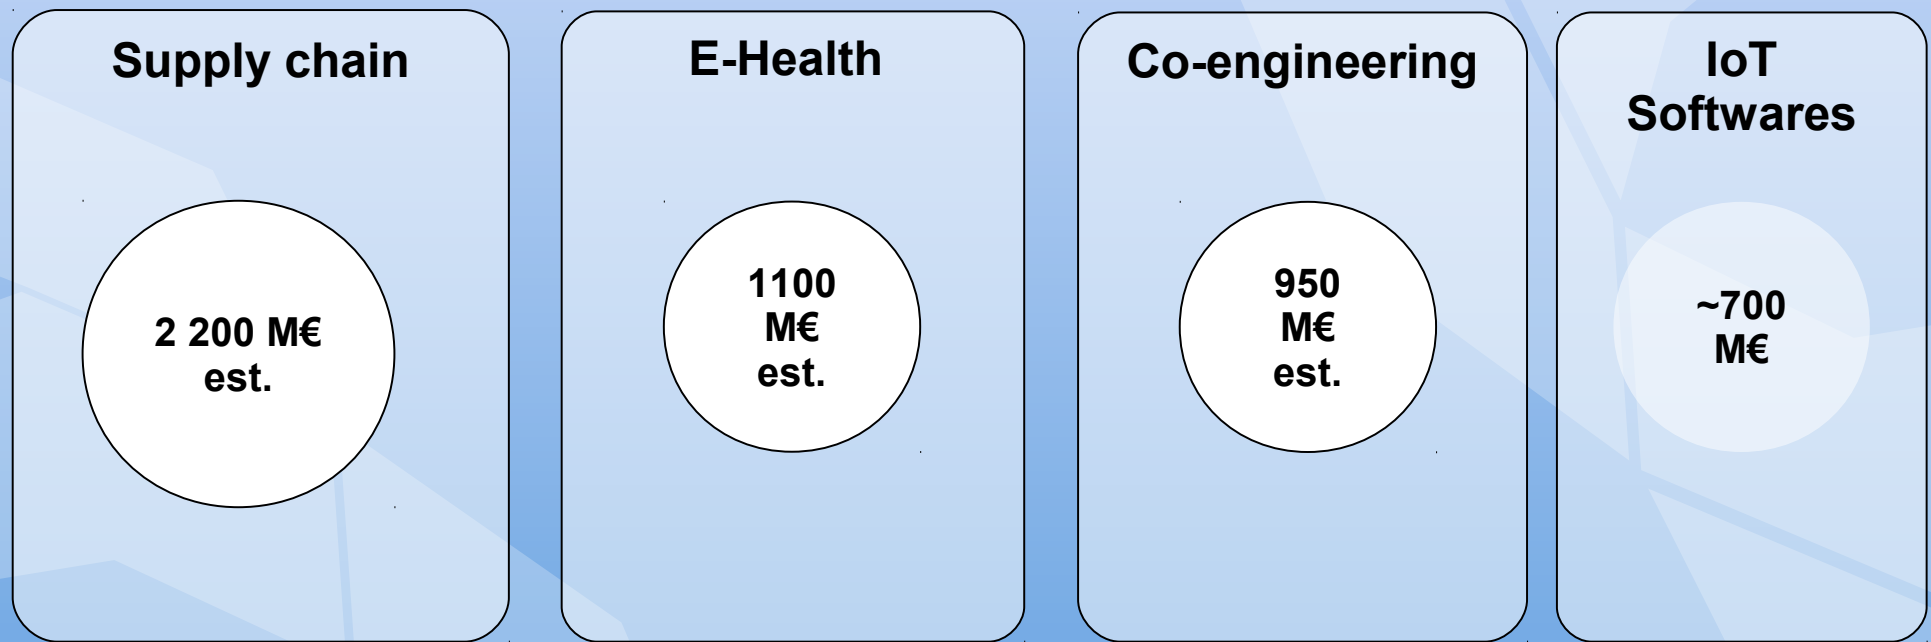 Supply chain
2 200 M€
est.
E-Health
1100
M€
est.
Co-engineering
950
M€
est.
IoT
Softwares
~700
M€